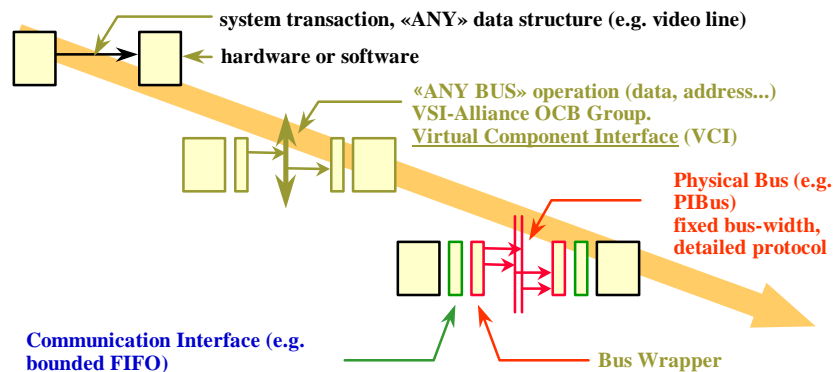 system transaction, «ANY» data structure (e.g. video line)
hardware or software
«ANY BUS» operation (data, address...)
VSI-Alliance OCB Group.
Virtual Component Interface (VCI)
Physical Bus (e.g.
PIBus)
fixed bus-width,
detailed protocol
Communication Interface (e.g.
bounded FIFO)
Bus Wrapper